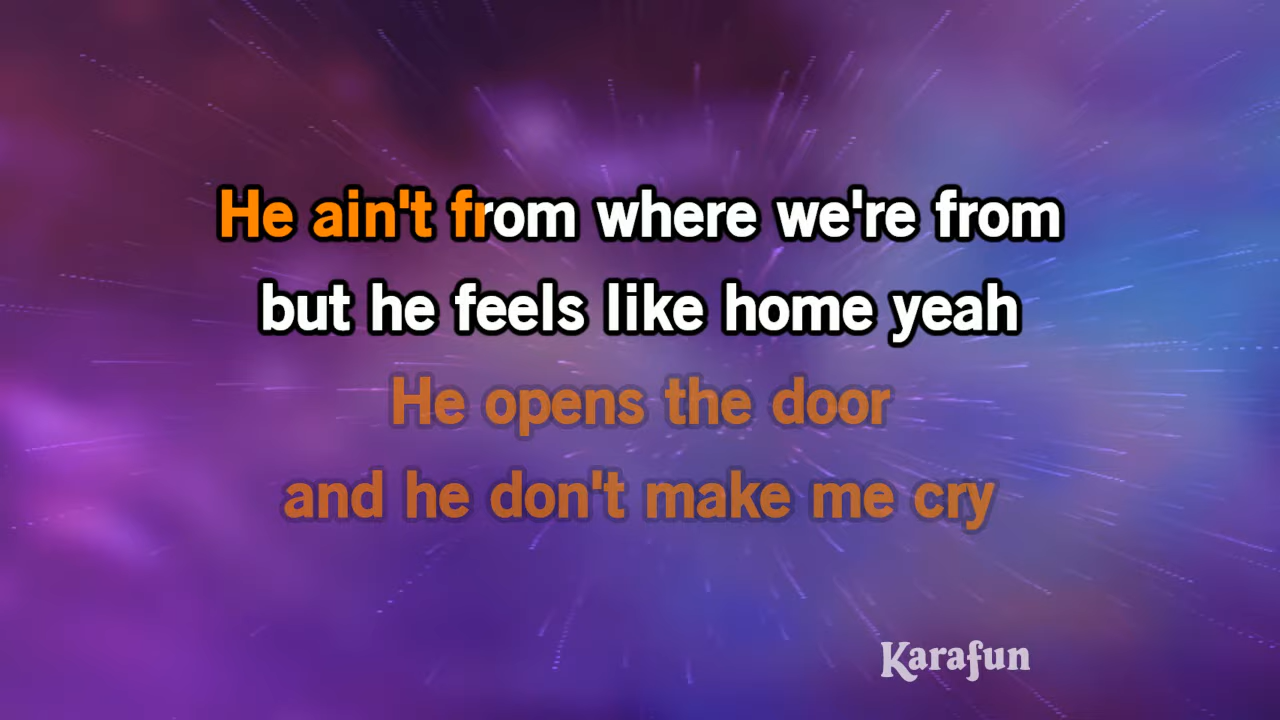 He ain't from where we're from
but he feels like home yeah
He opens the door
and he don't make me cry
Karafun